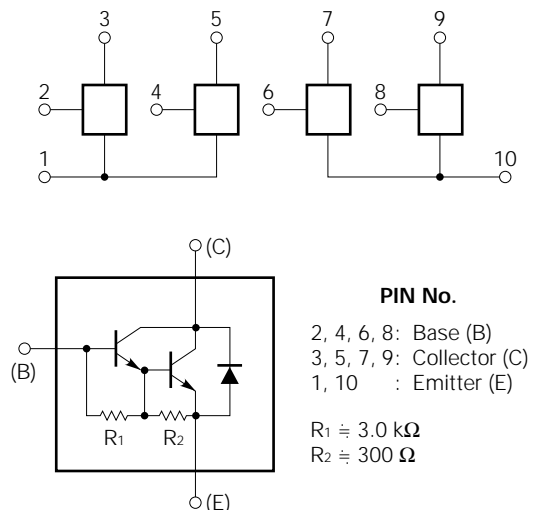 3 5 7 9
2 4 6 8
1 10
(C)
(B)
R1 R2
(E)
PIN No.
2, 4, 6, 8: Base (B)
3, 5, 7, 9: Collector (C)
1, 10 : Emitter (E)
R1 ≒ 3.0 kΩ
R2 ≒ 300 Ω